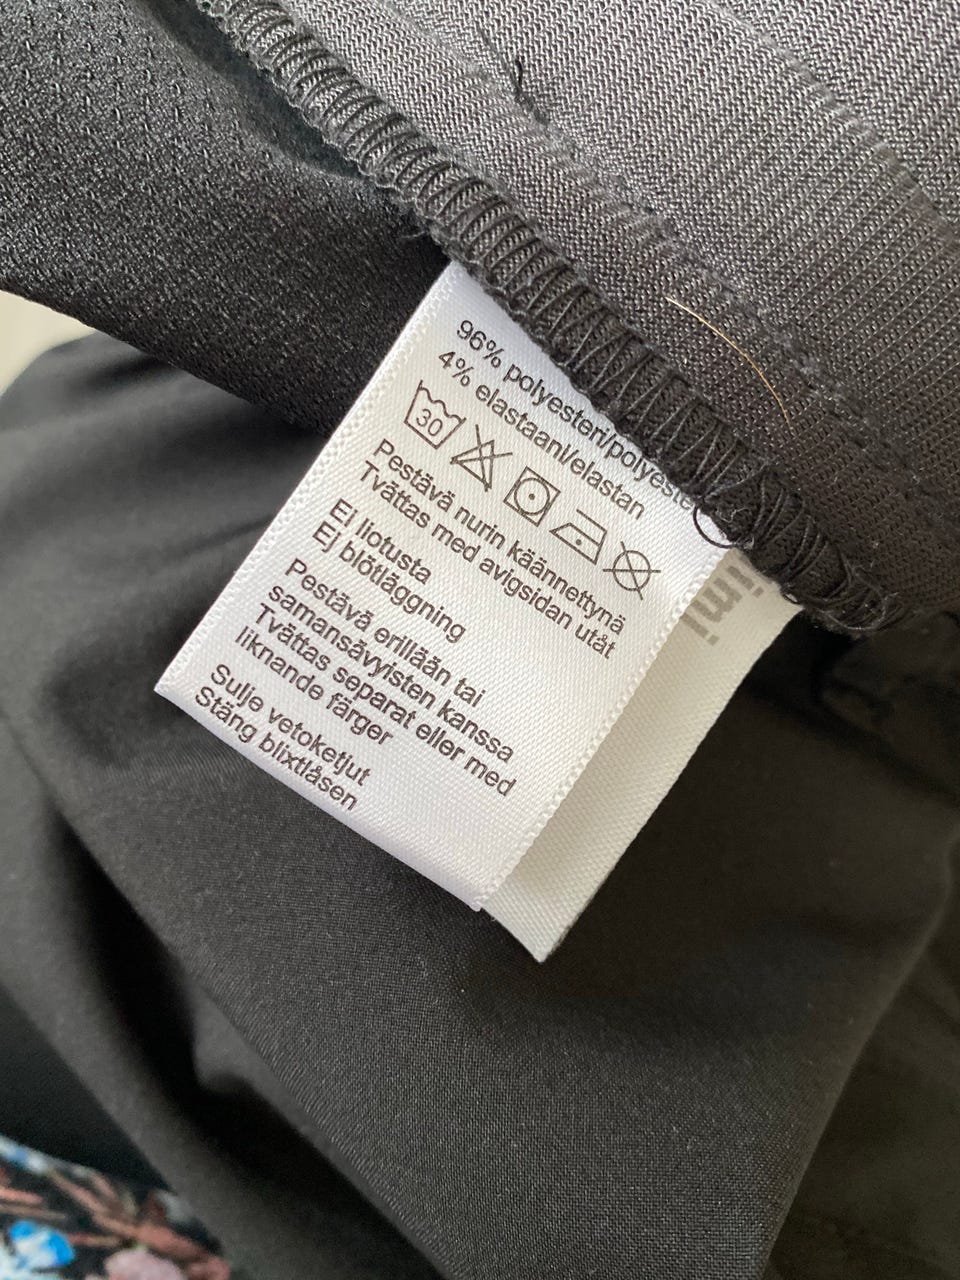 96% polyesteri/polyester
4% elastaani/elastan
30
Pestävä nurin käännettynä
Tvättas med avigsidan utåt
Ei liotusta
Ej blötläggning
Pestävä erillään tai
samansävyisten kanssa
Tvättas separat eller med
liknande färger
Sulje vetoketjut
Stäng blixtlåsen